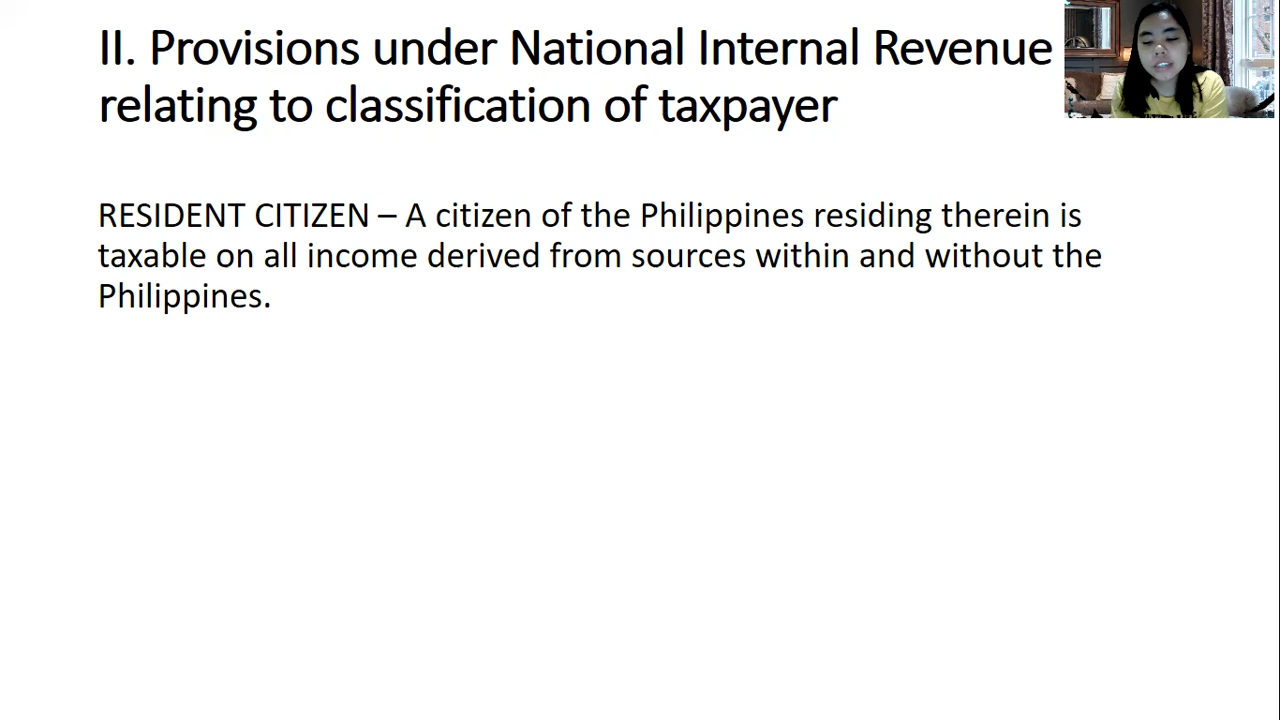 II. Provisions under National Internal Revenue
relating to classification of taxpayer
RESIDENT CITIZEN – A citizen of the Philippines residing therein is
taxable on all income derived from sources within and without the
Philippines.